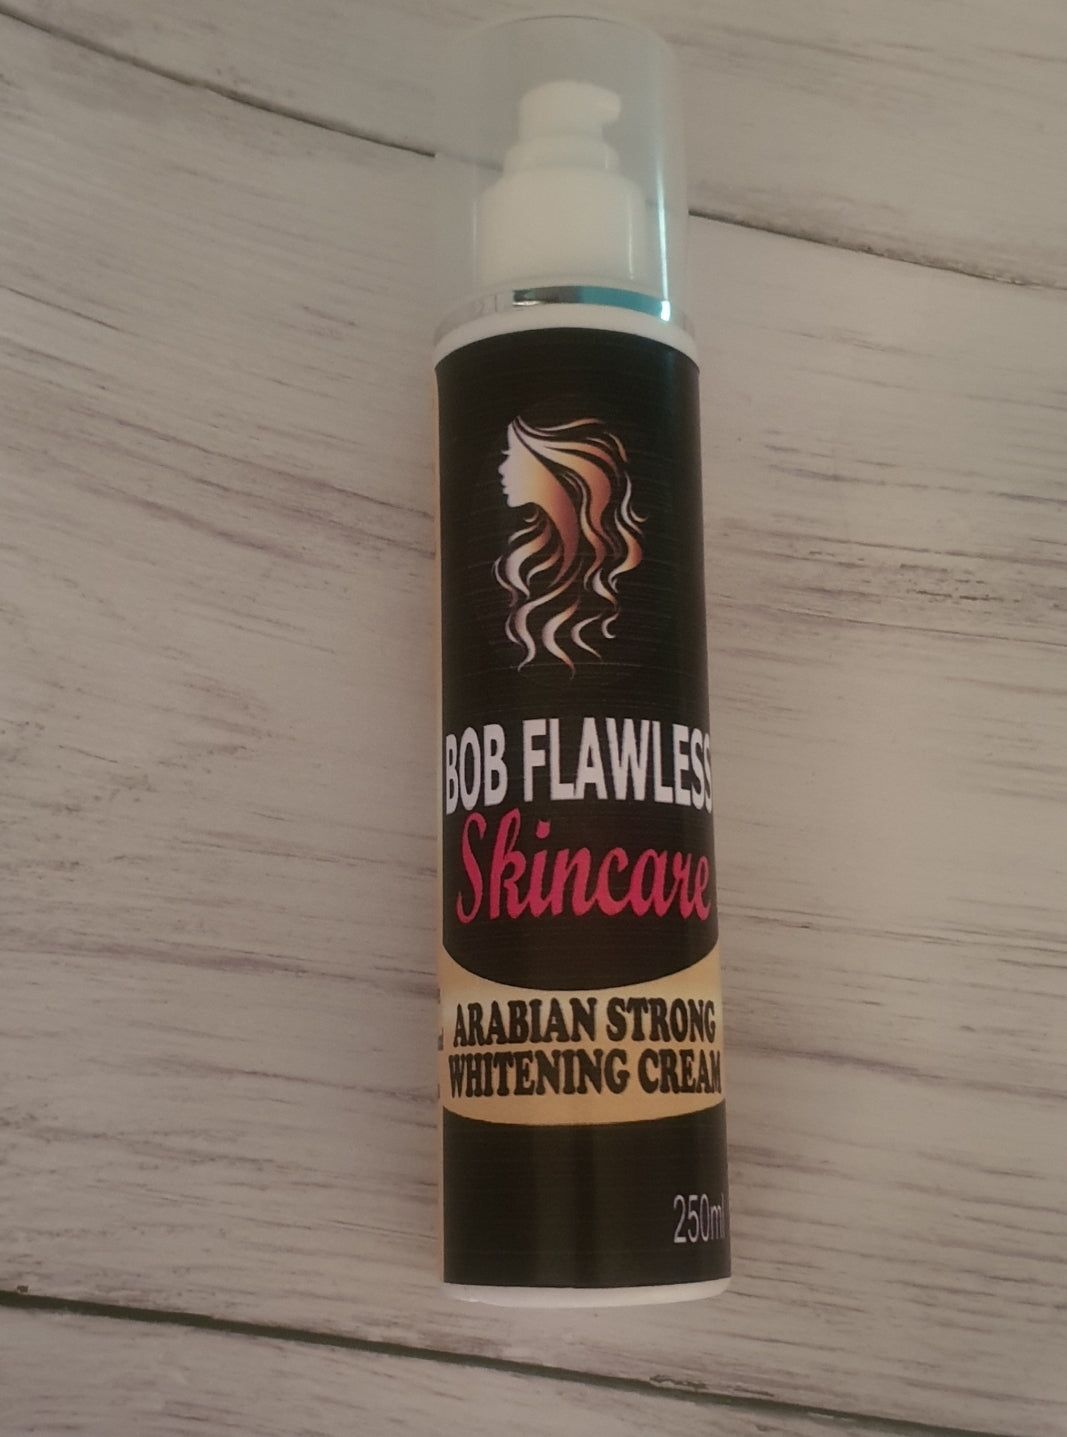 BOB FLAWLESS
Skincare
ARABIAN STRONG
WHITENING CREAM
250ml